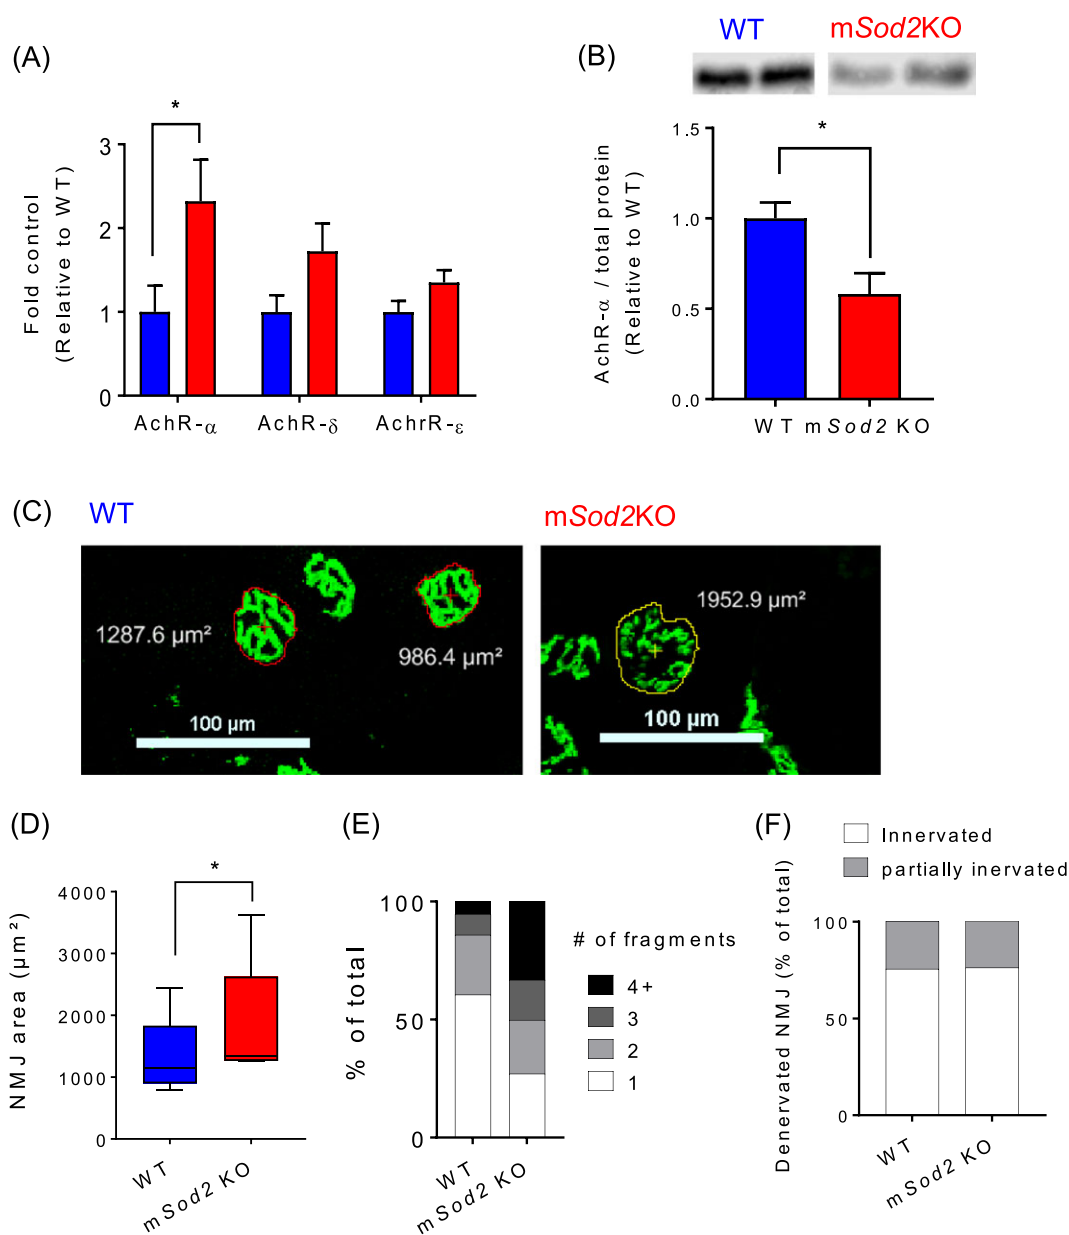 (A)
*
Fold control
(Relative to WT)
3
2
1
0
AchR-α
AchR-δ
AchrR-ε
(B)
WT
mSod2KO
*
AchR-α / total protein
(Relative to WT)
1.5
1.0
0.5
0.0
WT
mSod2 KO
(C)
WT
mSod2KO
1287.6 µm²
986.4 µm²
100 µm
1952.9 µm²
100 µm
(D)
*
NMJ area (µm²)
4000
3000
2000
1000
0
WT
mSod2 KO
(E)
% of total
100
50
0
WT
mSod2 KO
# of fragments
4+
3
2
1
(F)
Innervated
partially inervated
Denervated NMJ (% of total)
100
50
0
WT
mSod2 KO